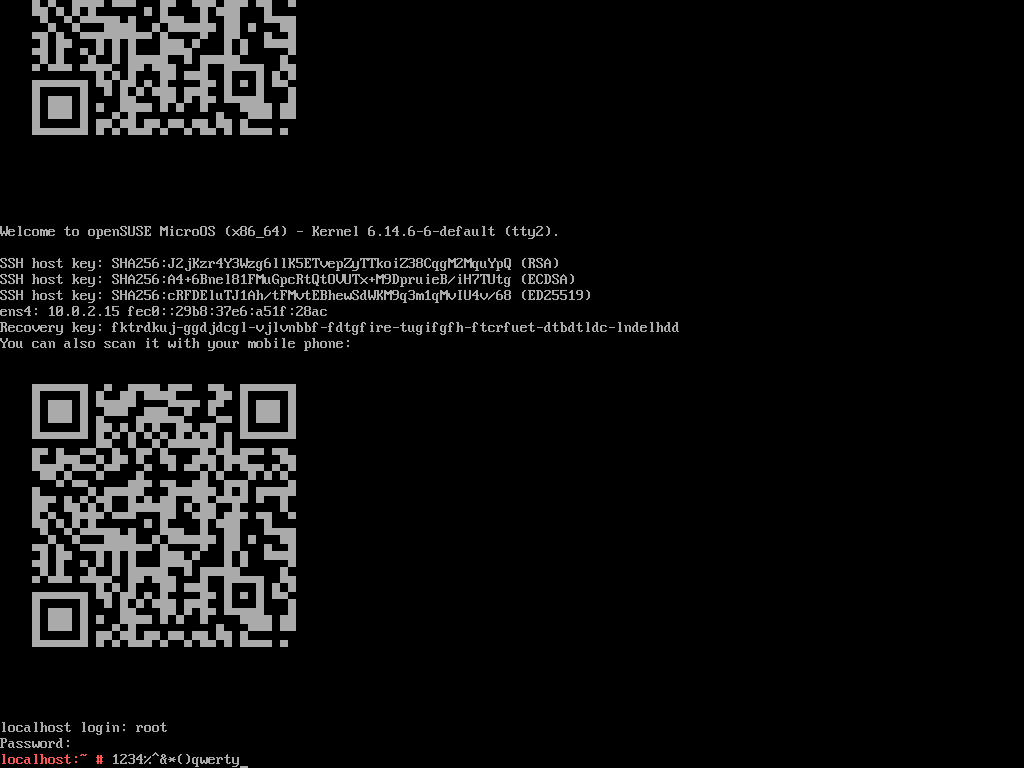 Welcome to openSUSE MicroOS (x86_64) - Kernel 6.14.6-6-default (tty2).
SSH host key: SHA256:J2jKzr4Y3Wzg6llK5ETvepZyTTkoiZ38CqgM2MquYpQ (RSA)
SSH host key: SHA256:A4+6Bnel81FMuGpcRtQtOVUTx+M9DpruieB/iH7TUtg (ECDSA)
SSH host key: SHA256:cRFDEluTJ1Ah/tFMvtEBhewSdWKM9q3m1qMvIU4v/68 (ED25519)
ens4: 10.0.2.15 fec0::29b8:37e6:a51f:28ac
Recovery key: fktrdkuj-ggdjdcgl-vjlvnbbf-fdtgfire-tugifgfh-ftcrfuet-dtbdtldc-lndelhdd
You can also scan it with your mobile phone:
localhost login: root
Password:
localhost:~ # 1234%^&*()qwerty_